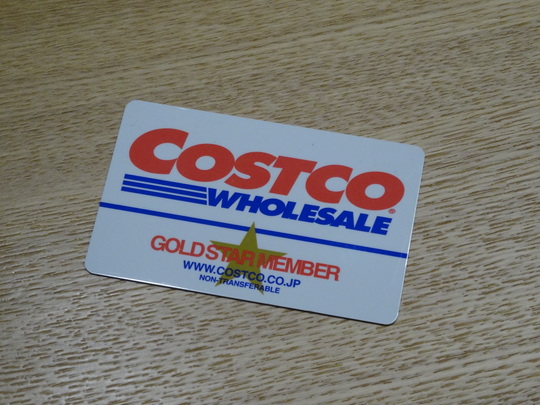 COSTCO®
WHOLESALE
GOLD STAR MEMBER
WWW.COSTCO.CO.JP
NON-TRANSFERABLE